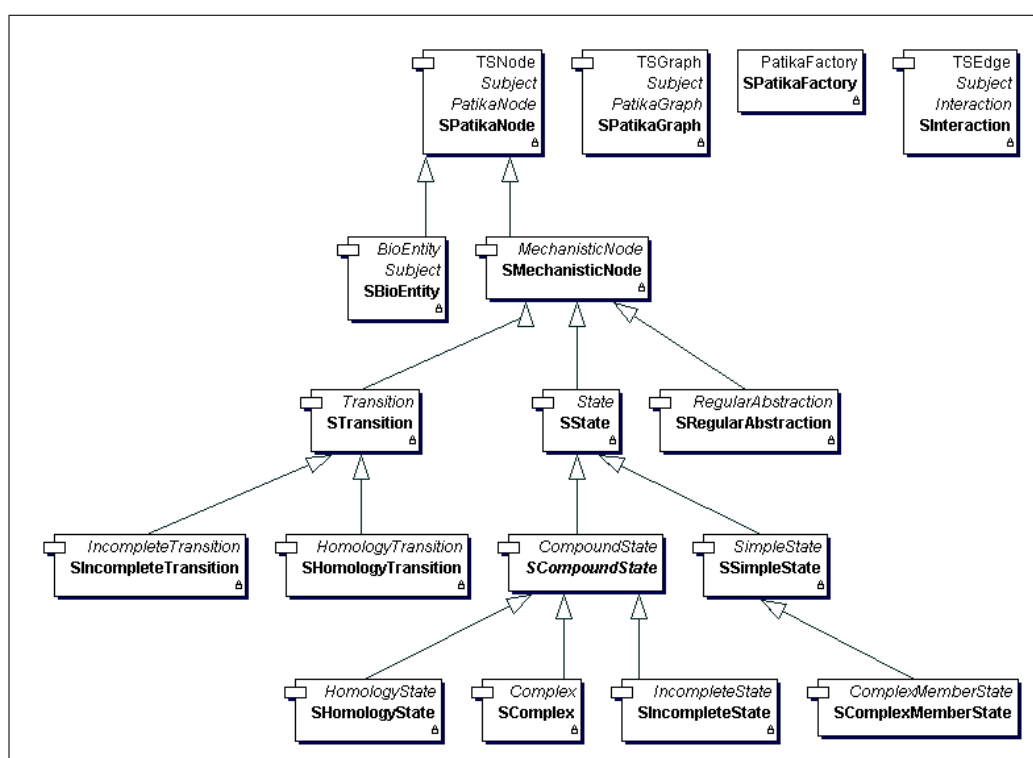 TSNode
Subject
PatikaNode
SPatikaNode
TSGraph
Subject
PatikaGraph
SPatikaGraph
PatikaFactory
SPatikaFactory
TSEdge
Subject
Interaction
SInteraction
BioEntity
Subject
SBioEntity
MechanisticNode
SMechanisticNode
Transition
STransition
State
SState
RegularAbstraction
SRegularAbstraction
IncompleteTransition
SIncompleteTransition
HomologyTransition
SHomologyTransition
CompoundState
SCompoundState
SimpleState
SSimpleState
HomologyState
SHomologyState
Complex
SComplex
IncompleteState
SIncompleteState
ComplexMemberState
SComplexMemberState